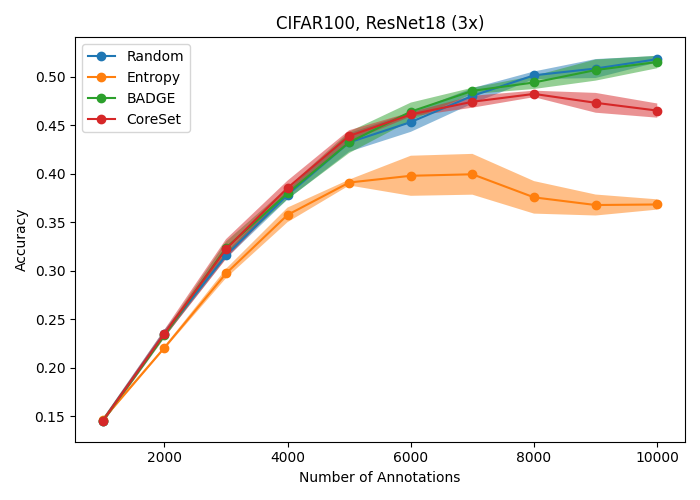 CIFAR100, ResNet18 (3x)
Random
Entropy
BADGE
CoreSet
0.50
0.45
0.40
0.35
0.30
0.25
0.20
0.15
Accuracy
2000 4000 6000 8000 10000
Number of Annotations